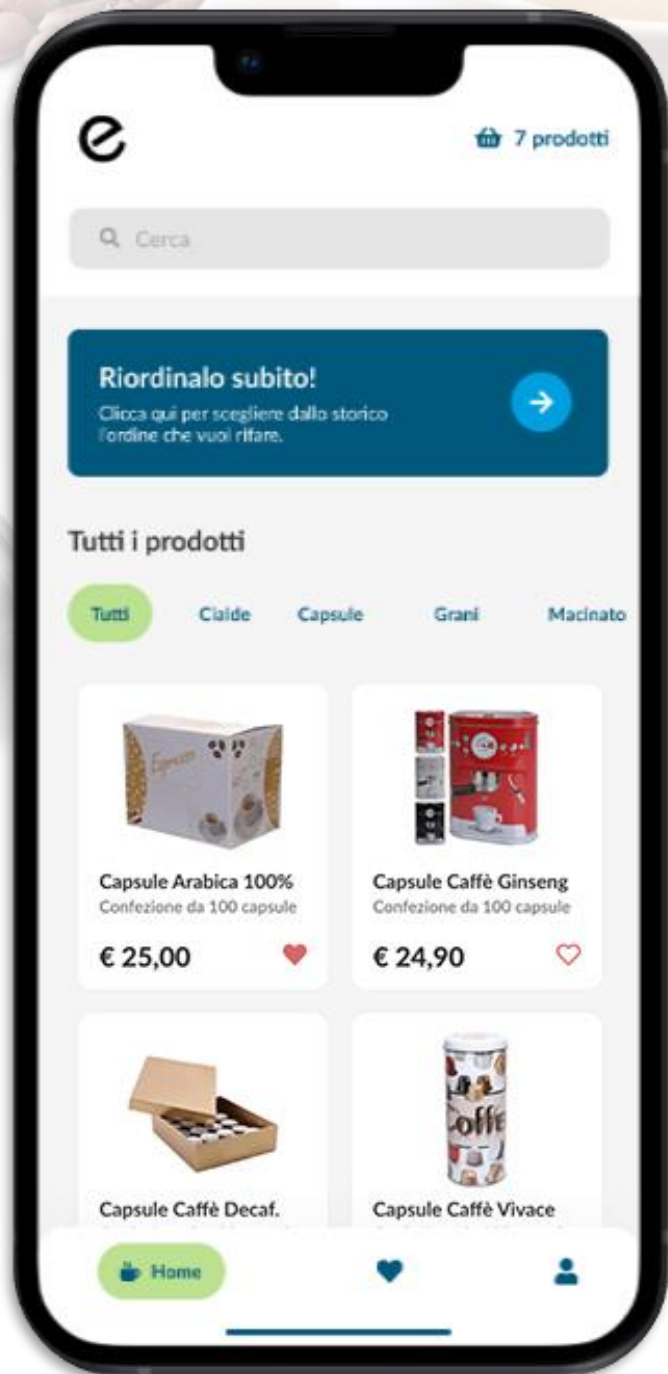 e
7 prodotti
Cerca
Riordinalo subito!
Clicca qui per scegliere dallo storico
l'ordine che vuoi rifare.
Tutti i prodotti
Tutti Cialde Capsule Grani Macinato
Espresso
Capsule Arabica 100% Capsule Caffè Ginseng
Confezione da 100 capsule Confezione da 100 capsule
€ 25,00 € 24,90
Coffe
Capsule Caffè Decaf. Capsule Caffè Vivace
Home